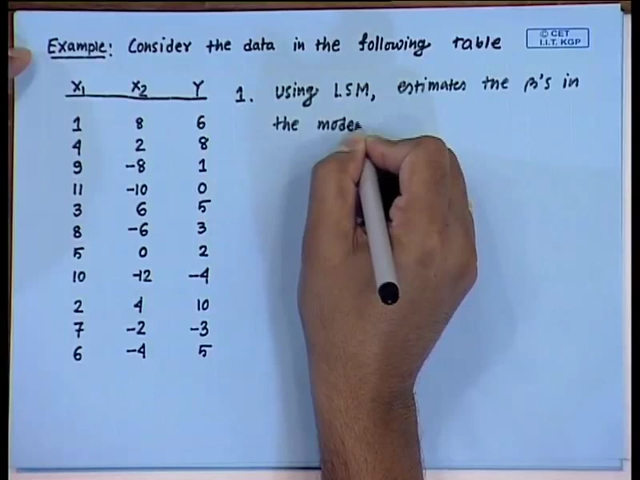 Example: Consider the data in the following table
© CET
I.I.T. KGP
X1 X2 Y
1 8 6
4 2 8
9 -8 1
11 -10 0
3 6 5
8 -6 3
5 0 2
10 -12 -4
2 4 10
7 -2 -3
6 -4 5
1. Using LSM, estimates the β's in
the mode